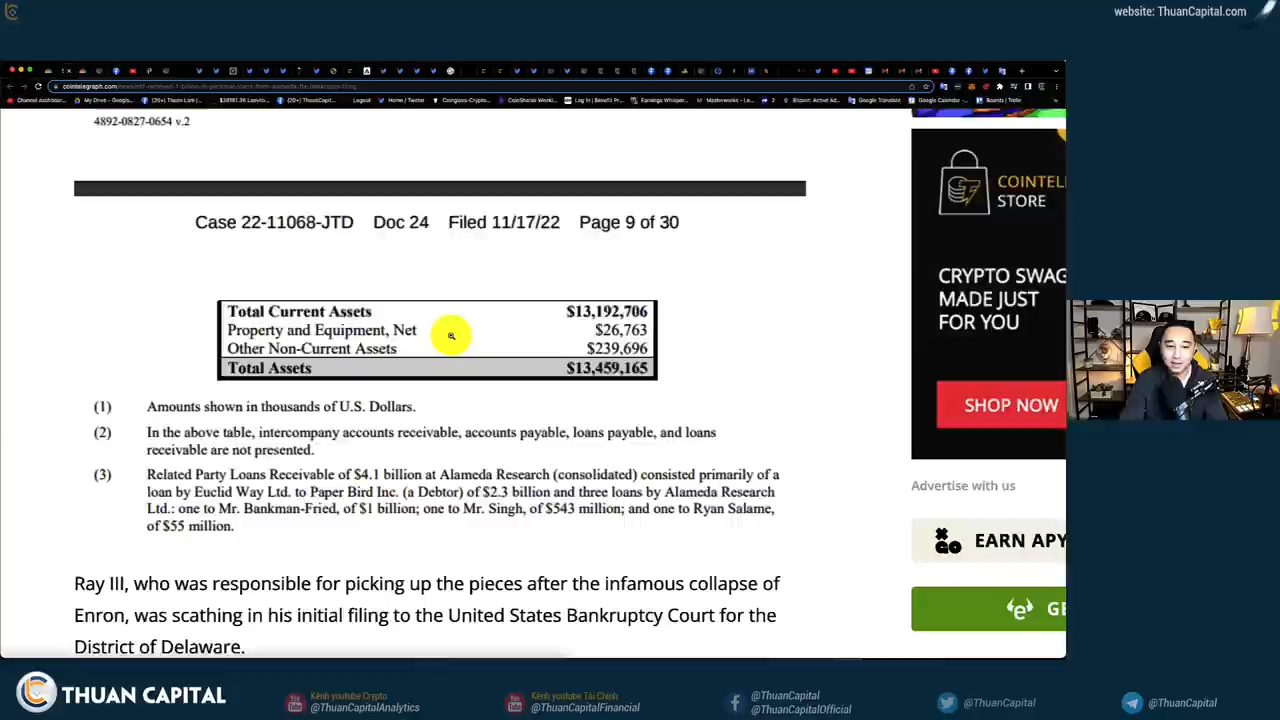 website: ThuanCapital.com
4892-0827-0654 v.2
Case 22-11068-JTD Doc 24 Filed 11/17/22 Page 9 of 30
Total Current Assets $13,192,706
Property and Equipment, Net $26,763
Other Non-Current Assets $239,696
Total Assets $13,459,165
(1) Amounts shown in thousands of U.S. Dollars.
(2) In the above table, intercompany accounts receivable, accounts payable, loans payable, and loans
receivable are not presented.
(3) Related Party Loans Receivable of $4.1 billion at Alameda Research (consolidated) consisted primarily of a
loan by Euclid Way Ltd. to Paper Bird Inc. (a Debtor) of $2.3 billion and three loans by Alameda Research
Ltd.: one to Mr. Bankman-Fried, of $1 billion; one to Mr. Singh, of $543 million; and one to Ryan Salame,
of $55 million.
Ray III, who was responsible for picking up the pieces after the infamous collapse of
Enron, was scathing in his initial filing to the United States Bankruptcy Court for the
District of Delaware.
COINTEL
STORE
CRYPTO SWAG
MADE JUST
FOR YOU
SHOP NOW
Advertise with us
EARN APY
GE
THUAN CAPITAL
Kênh youtube Crypto
@ThuanCapitalAnalytics
Kênh youtube Tài Chính
@ThuanCapitalFinancial
@ThuanCapital
@ThuanCapitalOfficial
@ThuanCapital
@ThuanCapital